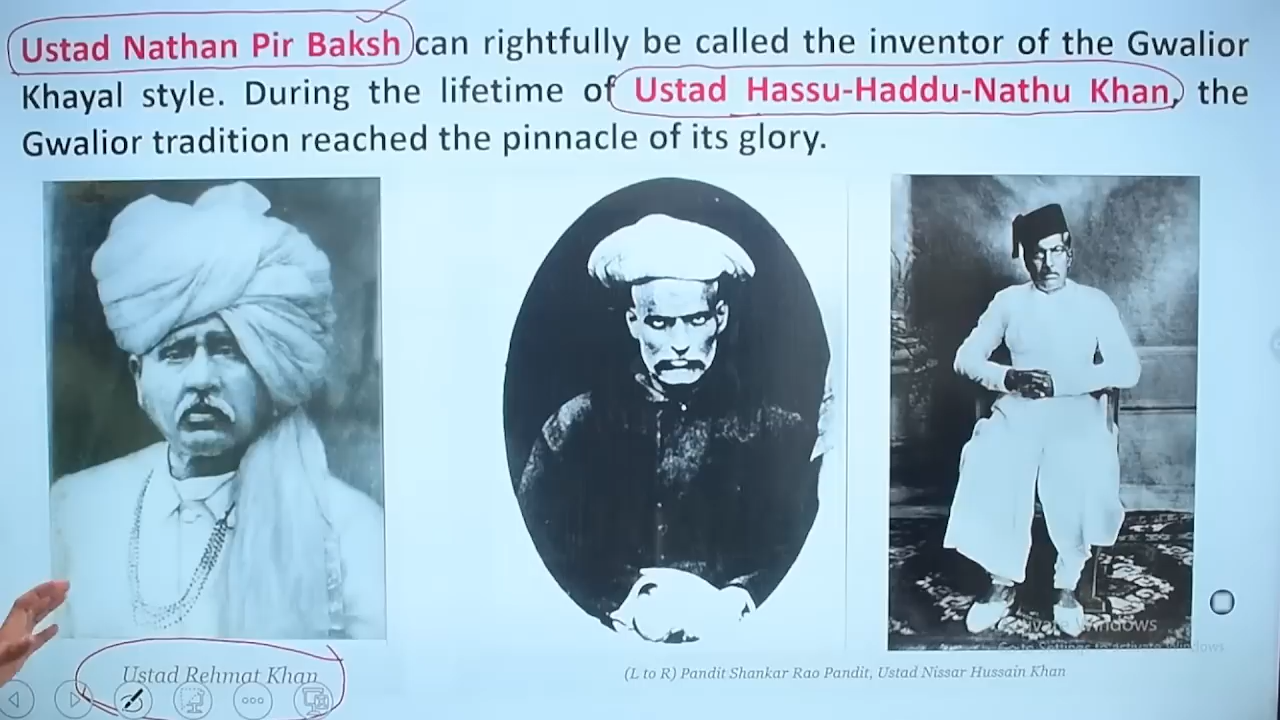 Ustad Nathan Pir Baksh can rightfully be called the inventor of the Gwalior
Khayal style. During the lifetime of Ustad Hassu-Haddu-Nathu Khan, the
Gwalior tradition reached the pinnacle of its glory.
Ustad Rehmat Khan
(L to R) Pandit Shankar Rao Pandit, Ustad Nissar Hussain Khan
Activate Windows
Go to Settings to activate Windows.